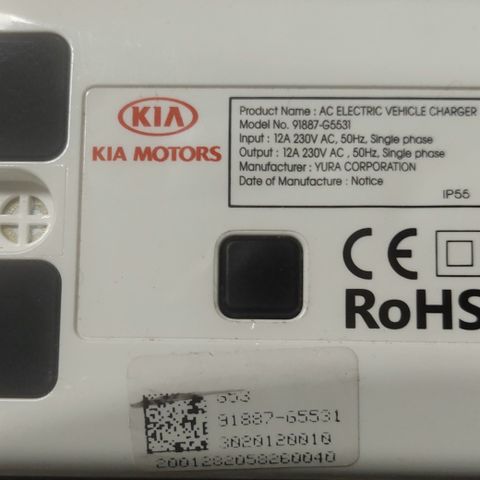 KIA
KIA MOTORS
Product Name : AC ELECTRIC VEHICLE CHARGER
Model No. 91887-G5531
Input : 12A 230V AC, 50Hz, Single phase
Output : 12A 230V AC , 50Hz, Single phase
Manufacturer : YURA CORPORATION
Date of Manufacture : Notice
IP55
CE
RoHS
G53
91887-G5531
3020120010
2001282058260040